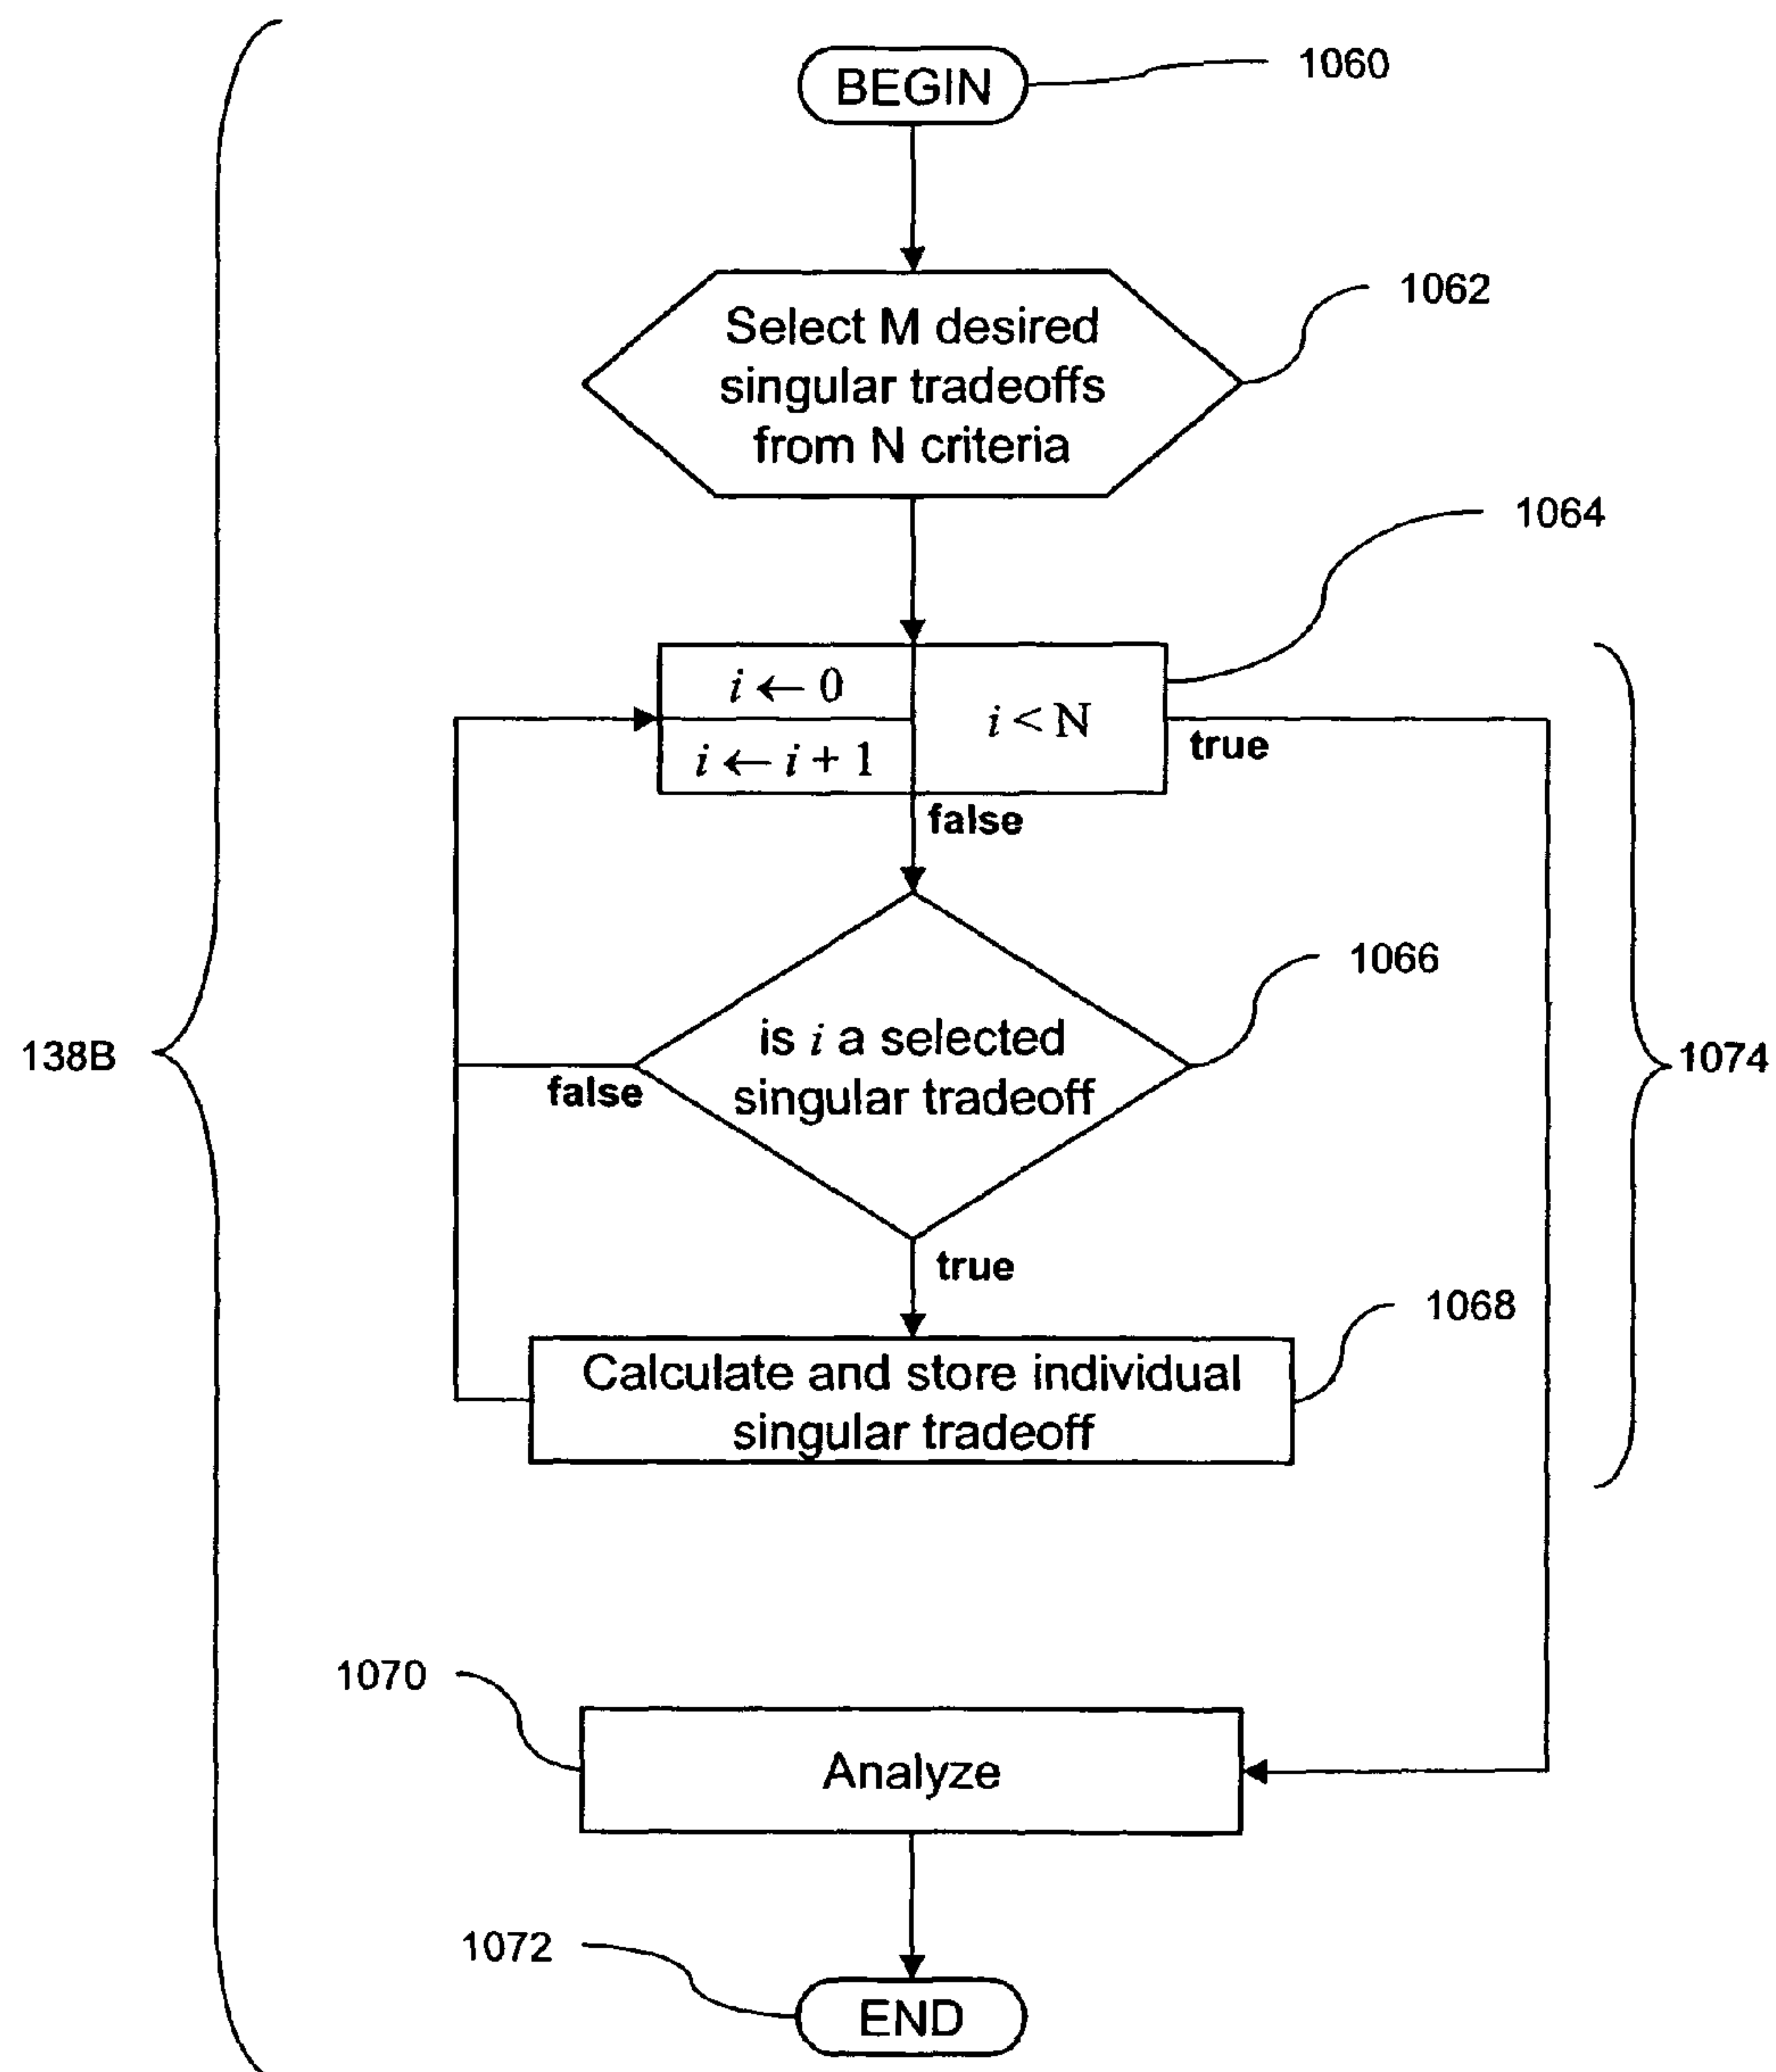 BEGIN
1060
Select M desired
singular tradeoffs
from N criteria
1062
1064
i ← 0
i ← i + 1
i < N
true
false
is i a selected
singular tradeoff
1066
false
138B
1074
true
1068
Calculate and store individual
singular tradeoff
1070
Analyze
1072
END